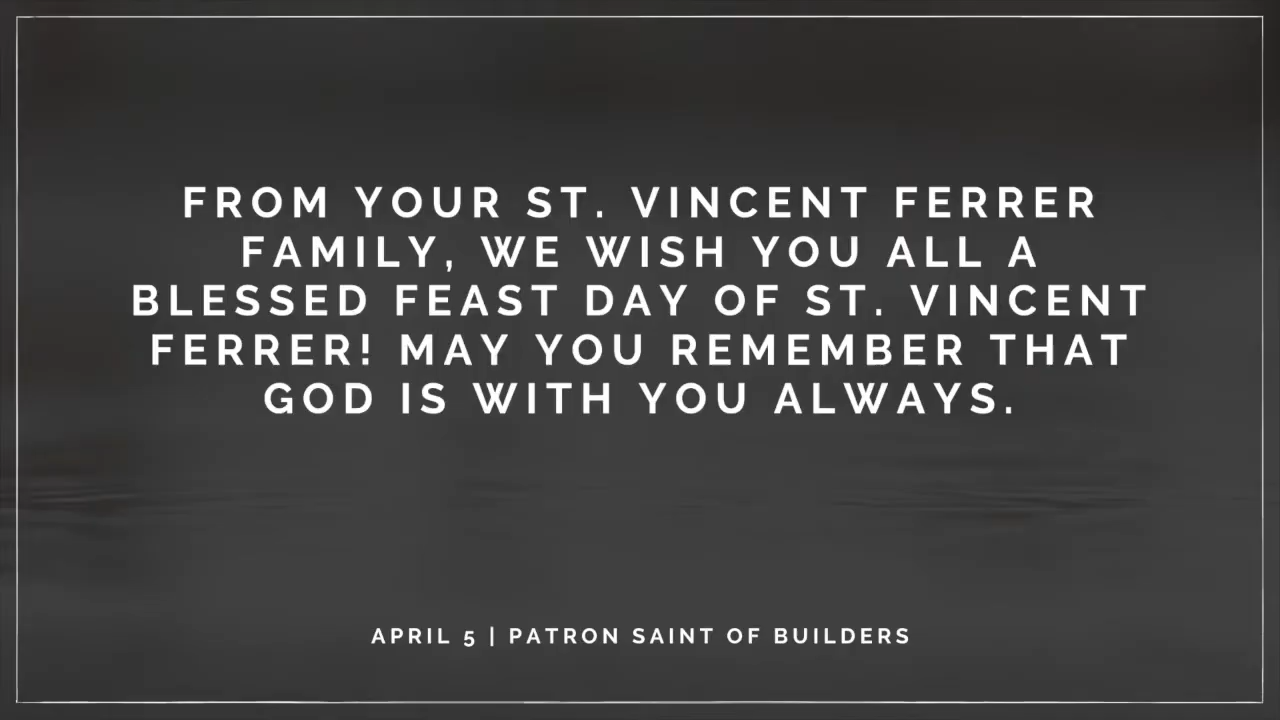 FROM YOUR ST. VINCENT FERRER
FAMILY, WE WISH YOU ALL A
BLESSED FEAST DAY OF ST. VINCENT
FERRER! MAY YOU REMEMBER THAT
GOD IS WITH YOU ALWAYS.
APRIL 5 | PATRON SAINT OF BUILDERS